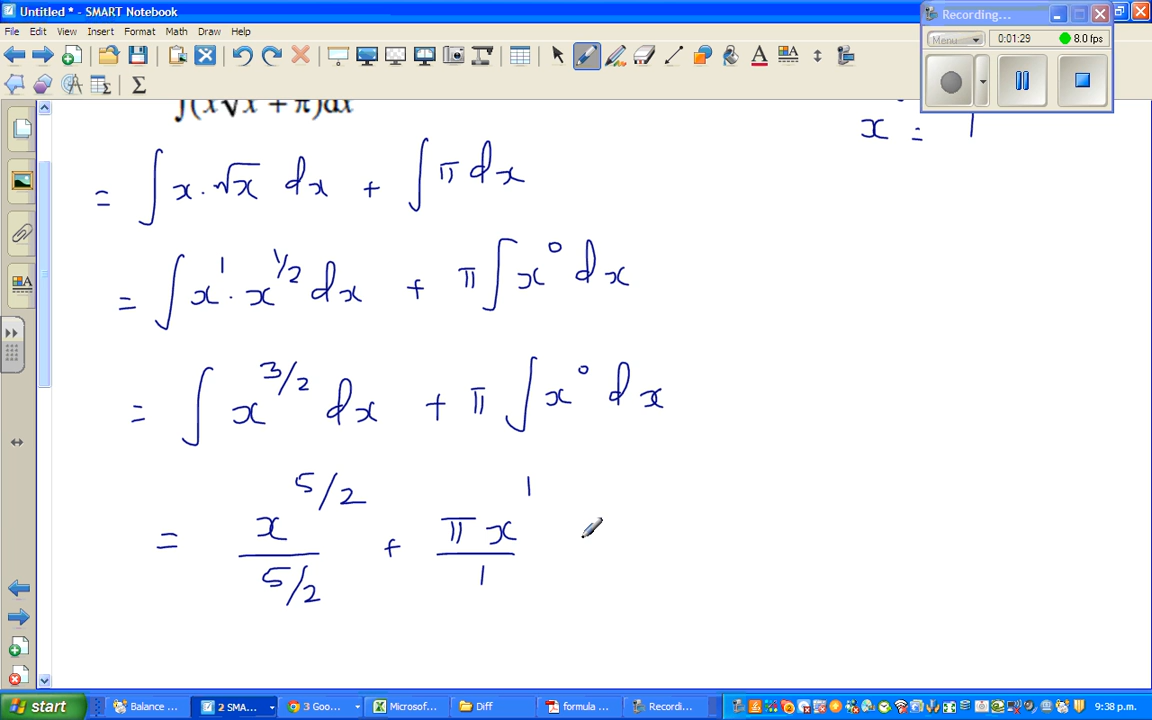 Untitled * - SMART Notebook
Recording...
File Edit View Insert Format Math Draw Help
Menu
0:01:29
8.0 fps
∫(x√x + π)dx
x° = 1
= ∫ x . √x dx + ∫ π dx
= ∫ x¹ . x^1/2 dx + π ∫ x⁰ dx
= ∫ x^3/2 dx + π ∫ x⁰ dx
= x^5/2 / 5/2 + π x¹ / 1
start
Balance ...
2 SMA...
3 Goo...
Microsof...
Diff
formula ...
Recordi...
9:38 p.m.